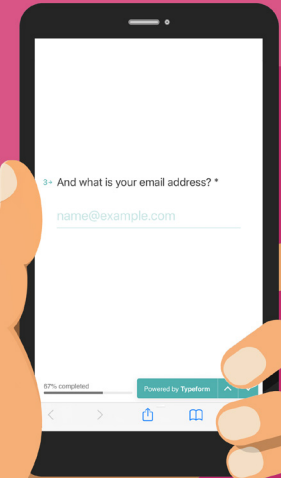 3→ And what is your email address? *
name@example.com
67% completed
Powered by Typeform